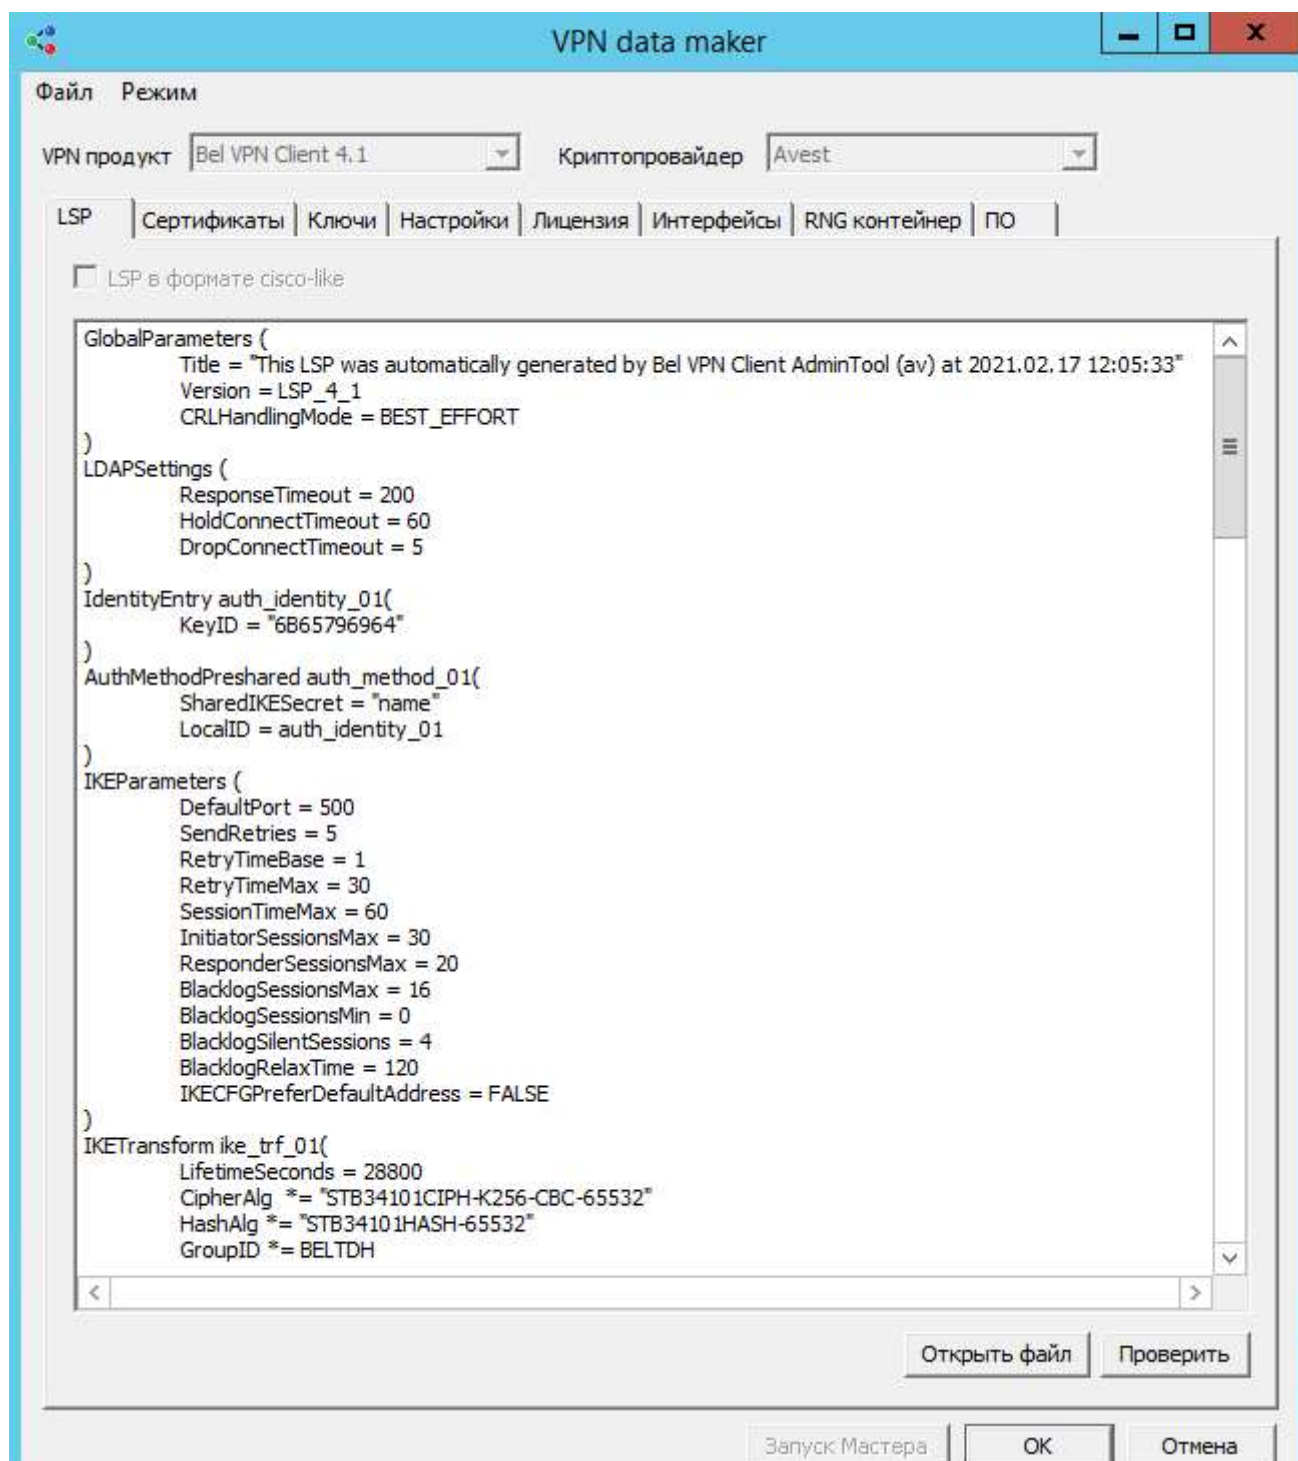 VPN data maker
Файл Режим
VPN продукт Bel VPN Client 4.1 Криптопровайдер Avest
LSP Сертификаты Ключи Настройки Лицензия Интерфейсы RNG контейнер ПО
LSP в формате cisco-like
GlobalParameters (
Title = "This LSP was automatically generated by Bel VPN Client AdminTool (av) at 2021.02.17 12:05:33"
Version = LSP_4_1
CRLHandlingMode = BEST_EFFORT
)
LDAPSettings (
ResponseTimeout = 200
HoldConnectTimeout = 60
DropConnectTimeout = 5
)
IdentityEntry auth_identity_01(
KeyID = "6B65796964"
)
AuthMethodPreshared auth_method_01(
SharedIKESecret = "name"
LocalID = auth_identity_01
)
IKEParameters (
DefaultPort = 500
SendRetries = 5
RetryTimeBase = 1
RetryTimeMax = 30
SessionTimeMax = 60
InitiatorSessionsMax = 30
ResponderSessionsMax = 20
BlacklogSessionsMax = 16
BlacklogSessionsMin = 0
BlacklogSilentSessions = 4
BlacklogRelaxTime = 120
IKECFGPreferDefaultAddress = FALSE
)
IKETransform ike_trf_01(
LifetimeSeconds = 28800
CipherAlg *= "STB34101CIPH-K256-CBC-65532"
HashAlg *= "STB34101HASH-65532"
GroupID *= BELTDH
Открыть файл Проверить
Запуск Мастера OK Отмена